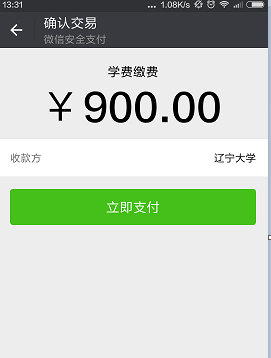 13:31 ... 1.08K/s
确认交易
微信安全支付
学费缴费
￥900.00
收款方 辽宁大学
立即支付